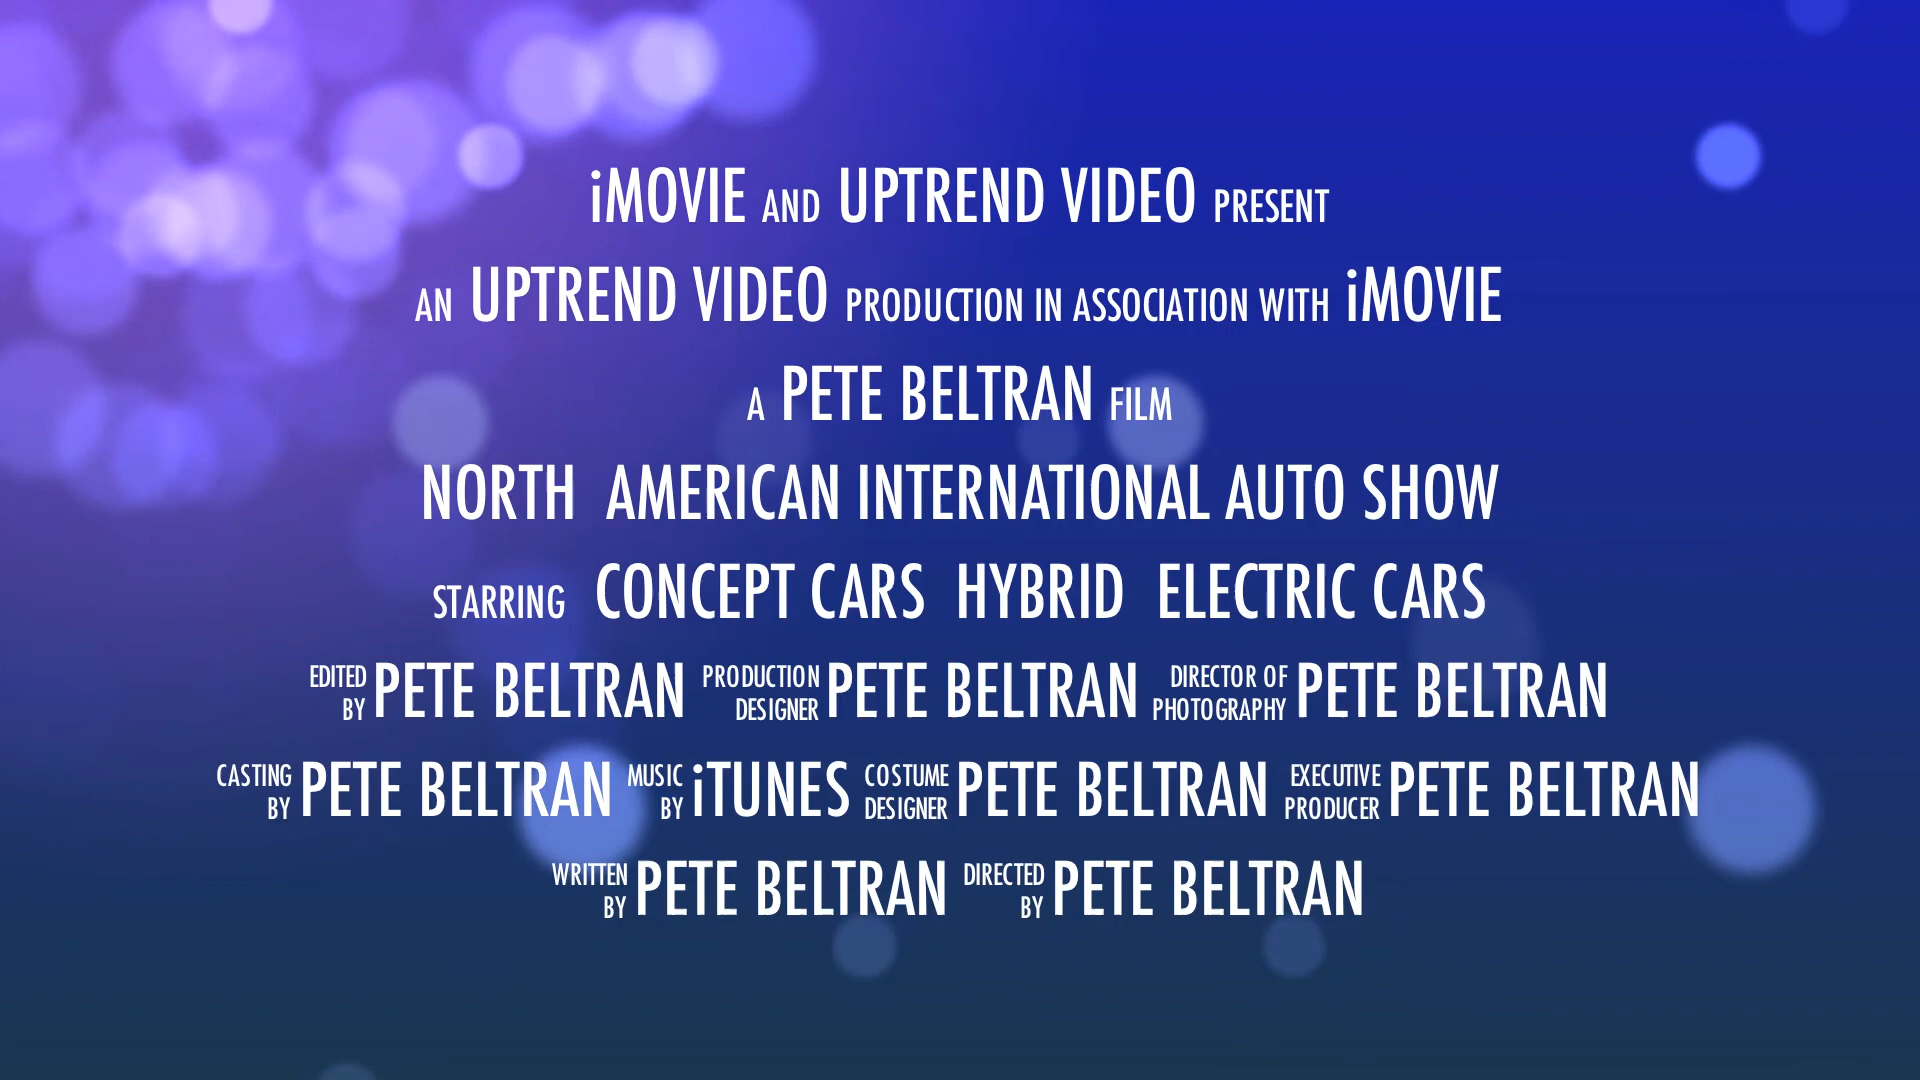 iMOVIE AND UPTREND VIDEO PRESENT
AN UPTREND VIDEO PRODUCTION IN ASSOCIATION WITH iMOVIE
A PETE BELTRAN FILM
NORTH AMERICAN INTERNATIONAL AUTO SHOW
STARRING CONCEPT CARS HYBRID ELECTRIC CARS
EDITED BY PETE BELTRAN PRODUCTION DESIGNER PETE BELTRAN DIRECTOR OF PHOTOGRAPHY PETE BELTRAN
CASTING BY PETE BELTRAN MUSIC BY iTUNES COSTUME DESIGNER PETE BELTRAN EXECUTIVE PRODUCER PETE BELTRAN
WRITTEN BY PETE BELTRAN DIRECTED BY PETE BELTRAN